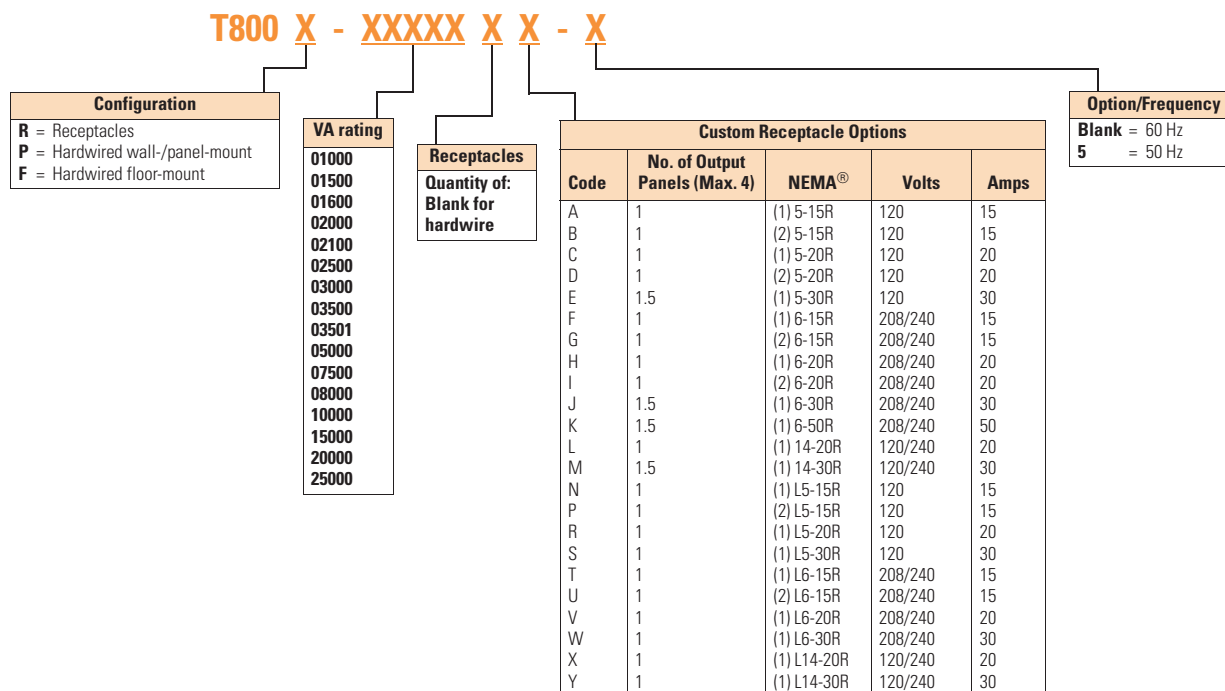 T800 X - XXXXX X X - X
Configuration
R = Receptacles
P = Hardwired wall-/panel-mount
F = Hardwired floor-mount
VA rating
01000
01500
01600
02000
02100
02500
03000
03500
03501
05000
07500
08000
10000
15000
20000
25000
Receptacles
Quantity of:
Blank for
hardwire
Custom Receptacle Options
Code No. of Output Panels (Max. 4) NEMA® Volts Amps
A 1 (1) 5-15R 120 15
B 1 (2) 5-15R 120 15
C 1 (1) 5-20R 120 20
D 1 (2) 5-20R 120 20
E 1.5 (1) 5-30R 120 30
F 1 (1) 6-15R 208/240 15
G 1 (2) 6-15R 208/240 15
H 1 (1) 6-20R 208/240 20
I 1 (2) 6-20R 208/240 20
J 1.5 (1) 6-30R 208/240 30
K 1.5 (1) 6-50R 208/240 50
L 1 (1) 14-20R 120/240 20
M 1.5 (1) 14-30R 120/240 30
N 1 (1) L5-15R 120 15
P 1 (2) L5-15R 120 15
R 1 (1) L5-20R 120 20
S 1 (1) L5-30R 120 30
T 1 (1) L6-15R 208/240 15
U 1 (2) L6-15R 208/240 15
V 1 (1) L6-20R 208/240 20
W 1 (1) L6-30R 208/240 30
X 1 (1) L14-20R 120/240 20
Y 1 (1) L14-30R 120/240 30
Option/Frequency
Blank = 60 Hz
5 = 50 Hz